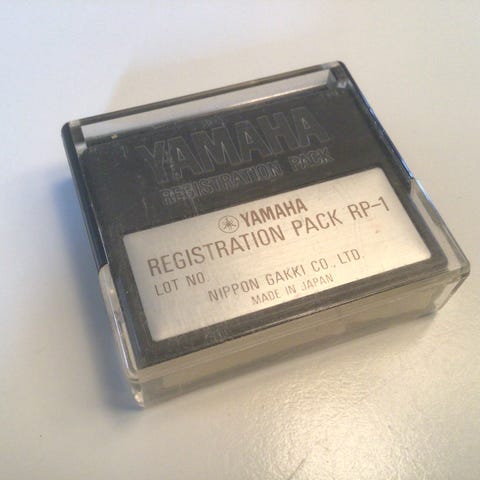 YAMAHA
REGISTRATION PACK
YAMAHA
REGISTRATION PACK RP-1
LOT NO.
NIPPON GAKKI CO., LTD.
MADE IN JAPAN